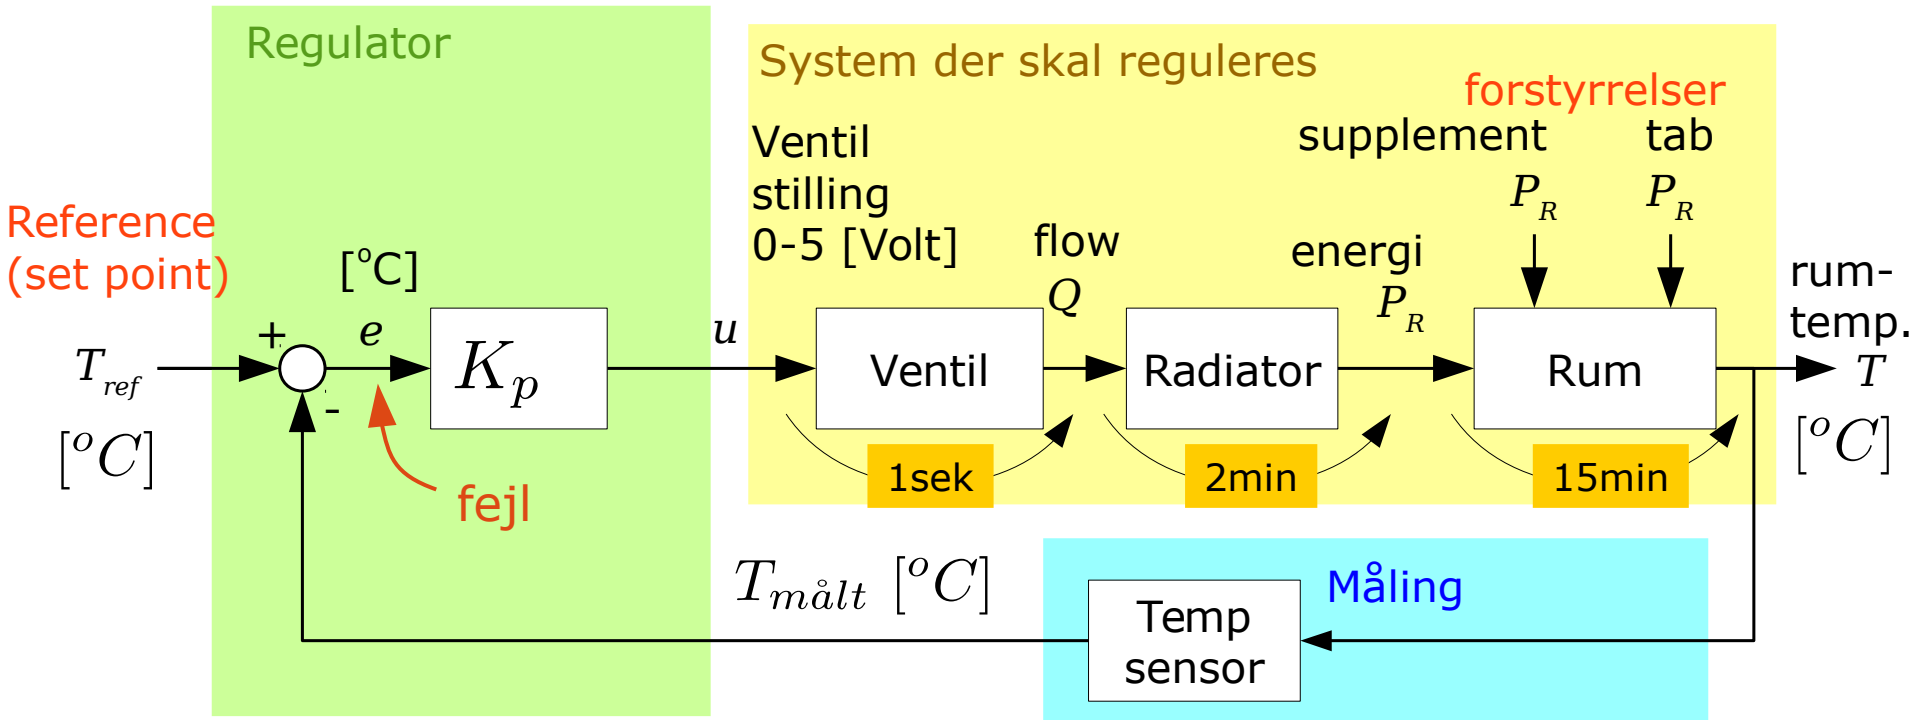 Regulator
System der skal reguleres
forstyrrelser
supplement
tab
P_R
P_R
Ventil
stilling
0-5 [Volt]
flow
Q
energi
P_R
Reference
(set point)
[°C]
e
+
-
T_ref
[°C]
K_p
u
Ventil
Radiator
Rum
rum-
temp.
T
[°C]
fejl
1sek
2min
15min
T_målt [°C]
Måling
Temp
sensor